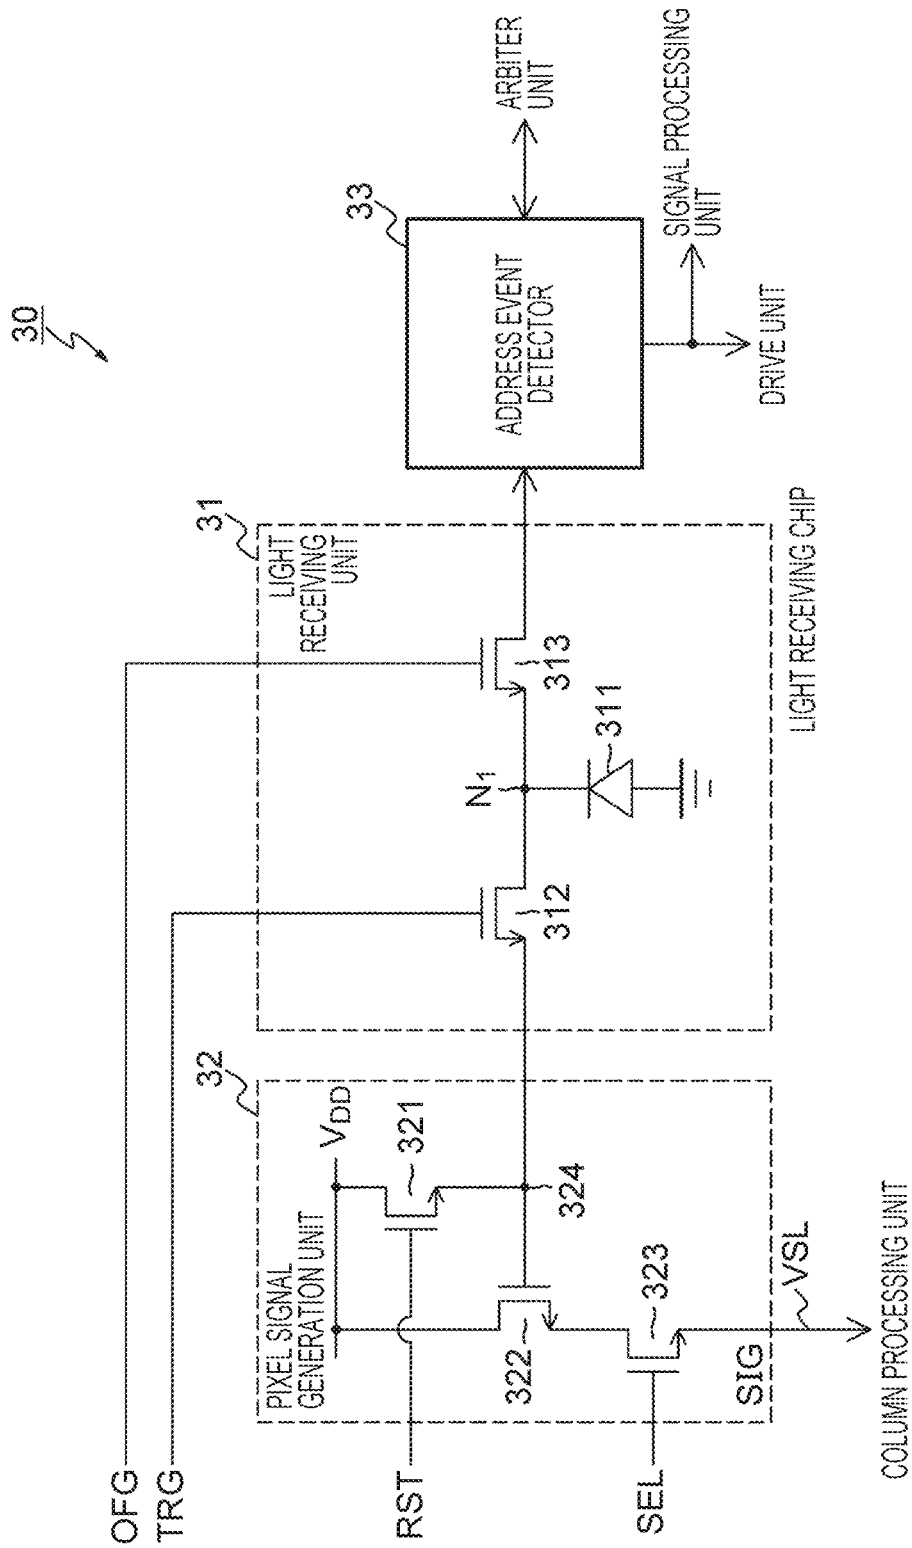 30
OFG
TRG
RST
SEL
32
PIXEL SIGNAL
GENERATION UNIT
VDD
321
322
323
324
SIG
VSL
COLUMN PROCESSING UNIT
31
LIGHT
RECEIVING
UNIT
N1
311
312
313
LIGHT RECEIVING CHIP
33
ADDRESS EVENT
DETECTOR
ARBITER
UNIT
SIGNAL PROCESSING
UNIT
DRIVE UNIT